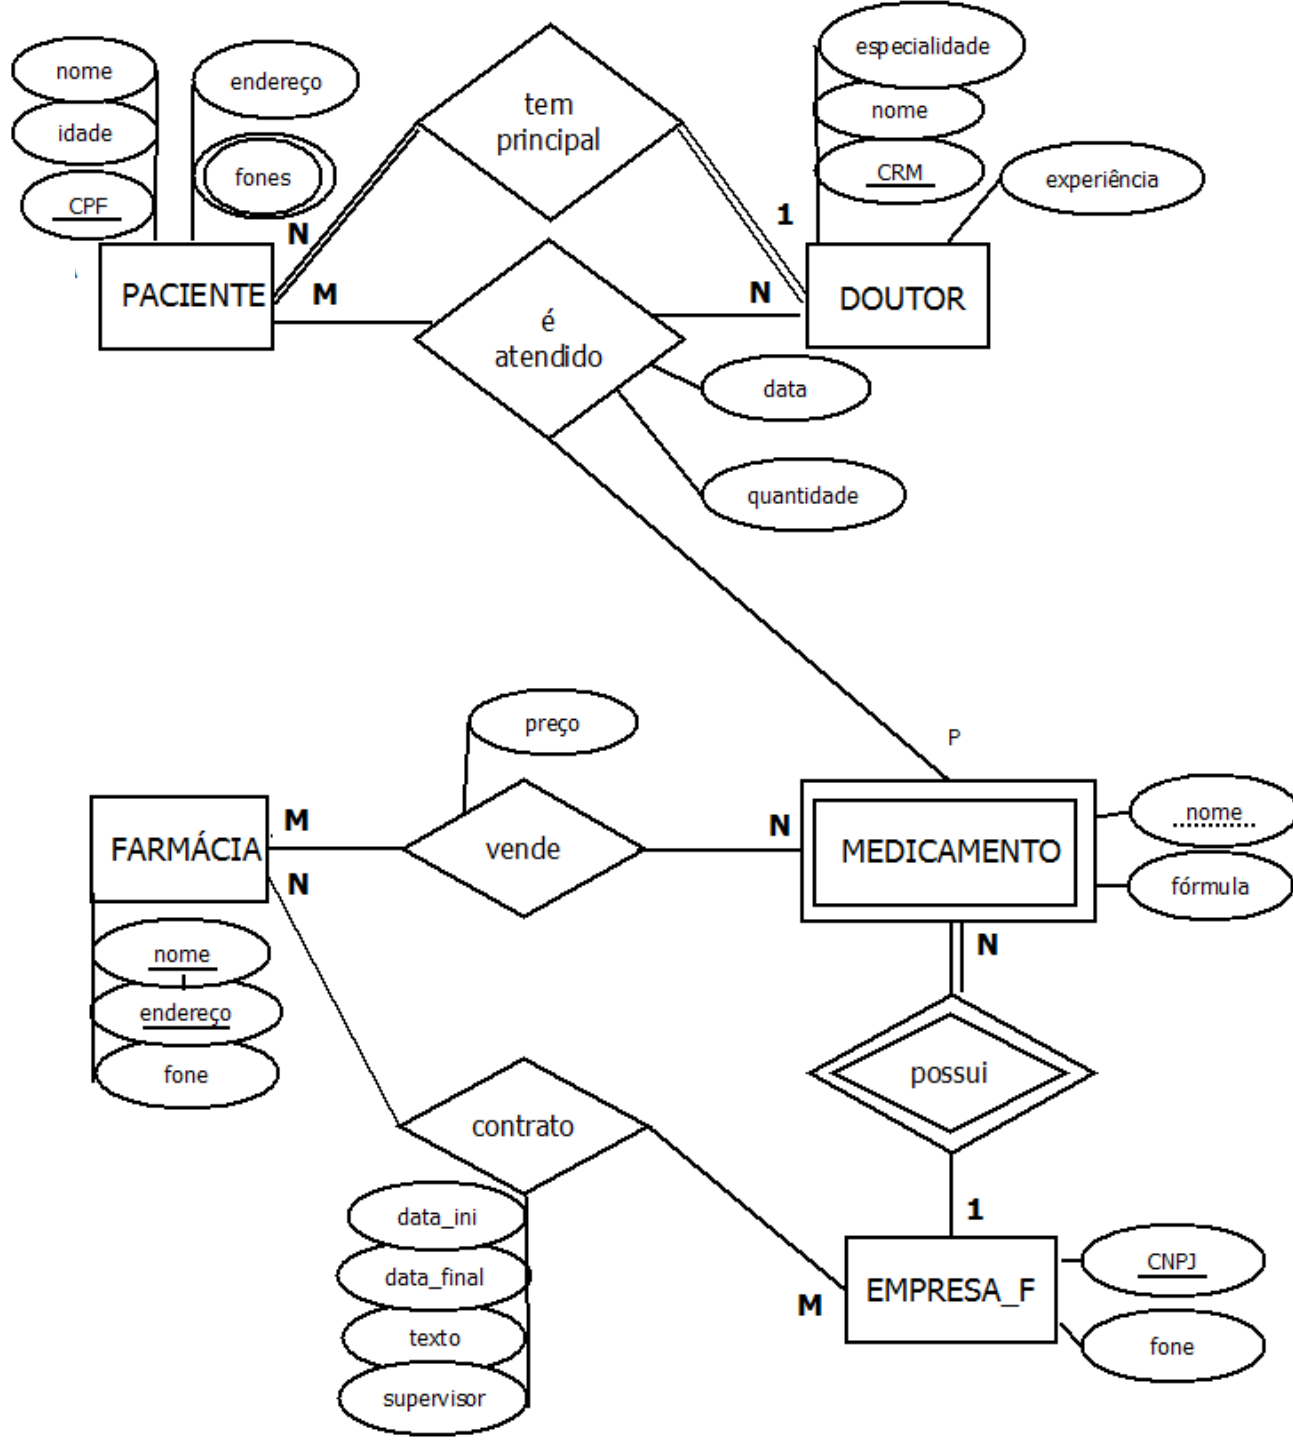 nome
endereço
idade
fones
CPF
tem
principal
especialidade
nome
CRM
experiência
N
1
PACIENTE
M
N
DOUTOR
é
atendido
data
quantidade
P
preço
FARMÁCIA
M
N
vende
N
MEDICAMENTO
nome
fórmula
nome
endereço
fone
N
possui
contrato
data_ini
data_final
texto
supervisor
1
M
EMPRESA_F
CNPJ
fone